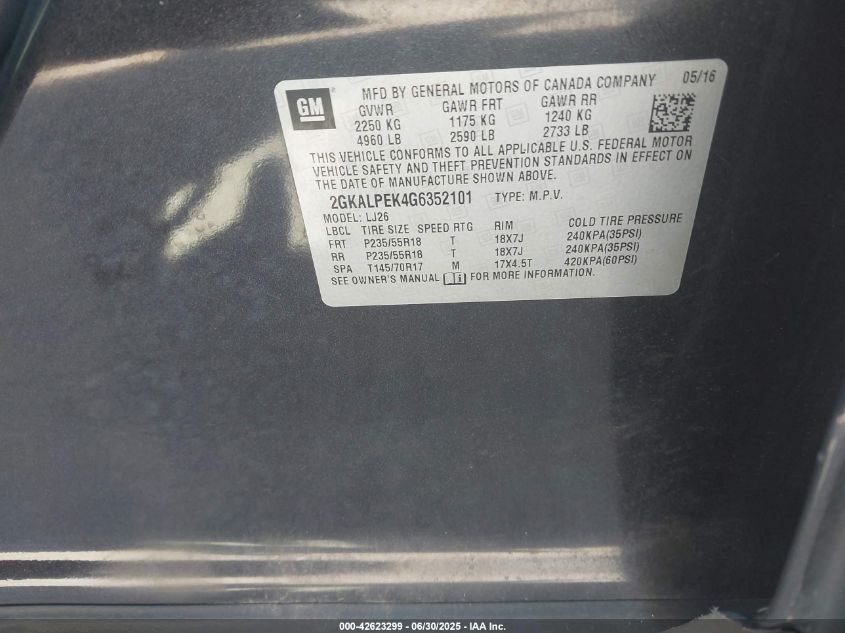 GM
MFD BY GENERAL MOTORS OF CANADA COMPANY 05/16
GVWR GAWR FRT GAWR RR
2250 KG 1175 KG 1240 KG
4960 LB 2590 LB 2733 LB
THIS VEHICLE CONFORMS TO ALL APPLICABLE U.S. FEDERAL MOTOR
VEHICLE SAFETY AND THEFT PREVENTION STANDARDS IN EFFECT ON
THE DATE OF MANUFACTURE SHOWN ABOVE.
2GKALPEK4G6352101 TYPE: M.P.V.
MODEL: LJ26
LBCL TIRE SIZE SPEED RTG RIM COLD TIRE PRESSURE
FRT P235/55R18 T 18X7J 240KPA(35PSI)
RR P235/55R18 T 18X7J 240KPA(35PSI)
SPA T145/70R17 M 17X4.5T 420KPA(60PSI)
SEE OWNER'S MANUAL FOR MORE INFORMATION.
000-42623299 - 06/30/2025 - IAA Inc.